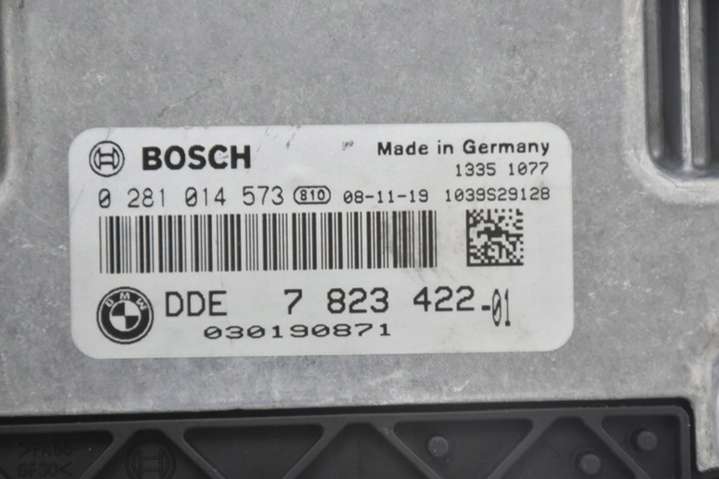 BOSCH Made in Germany
1335 1077
0 281 014 573 810 08-11-19 1039S29128
BMW DDE 7 823 422-01
030190871